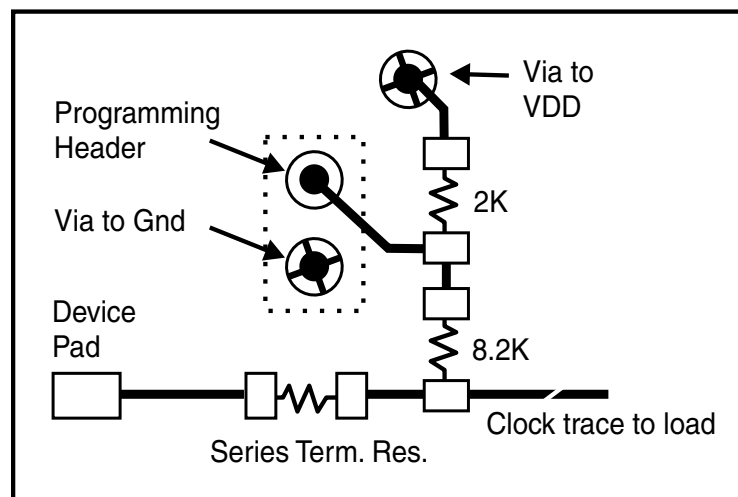 Via to
VDD
Programming
Header
2K
Via to Gnd
Device
Pad
8.2K
Clock trace to load
Series Term. Res.